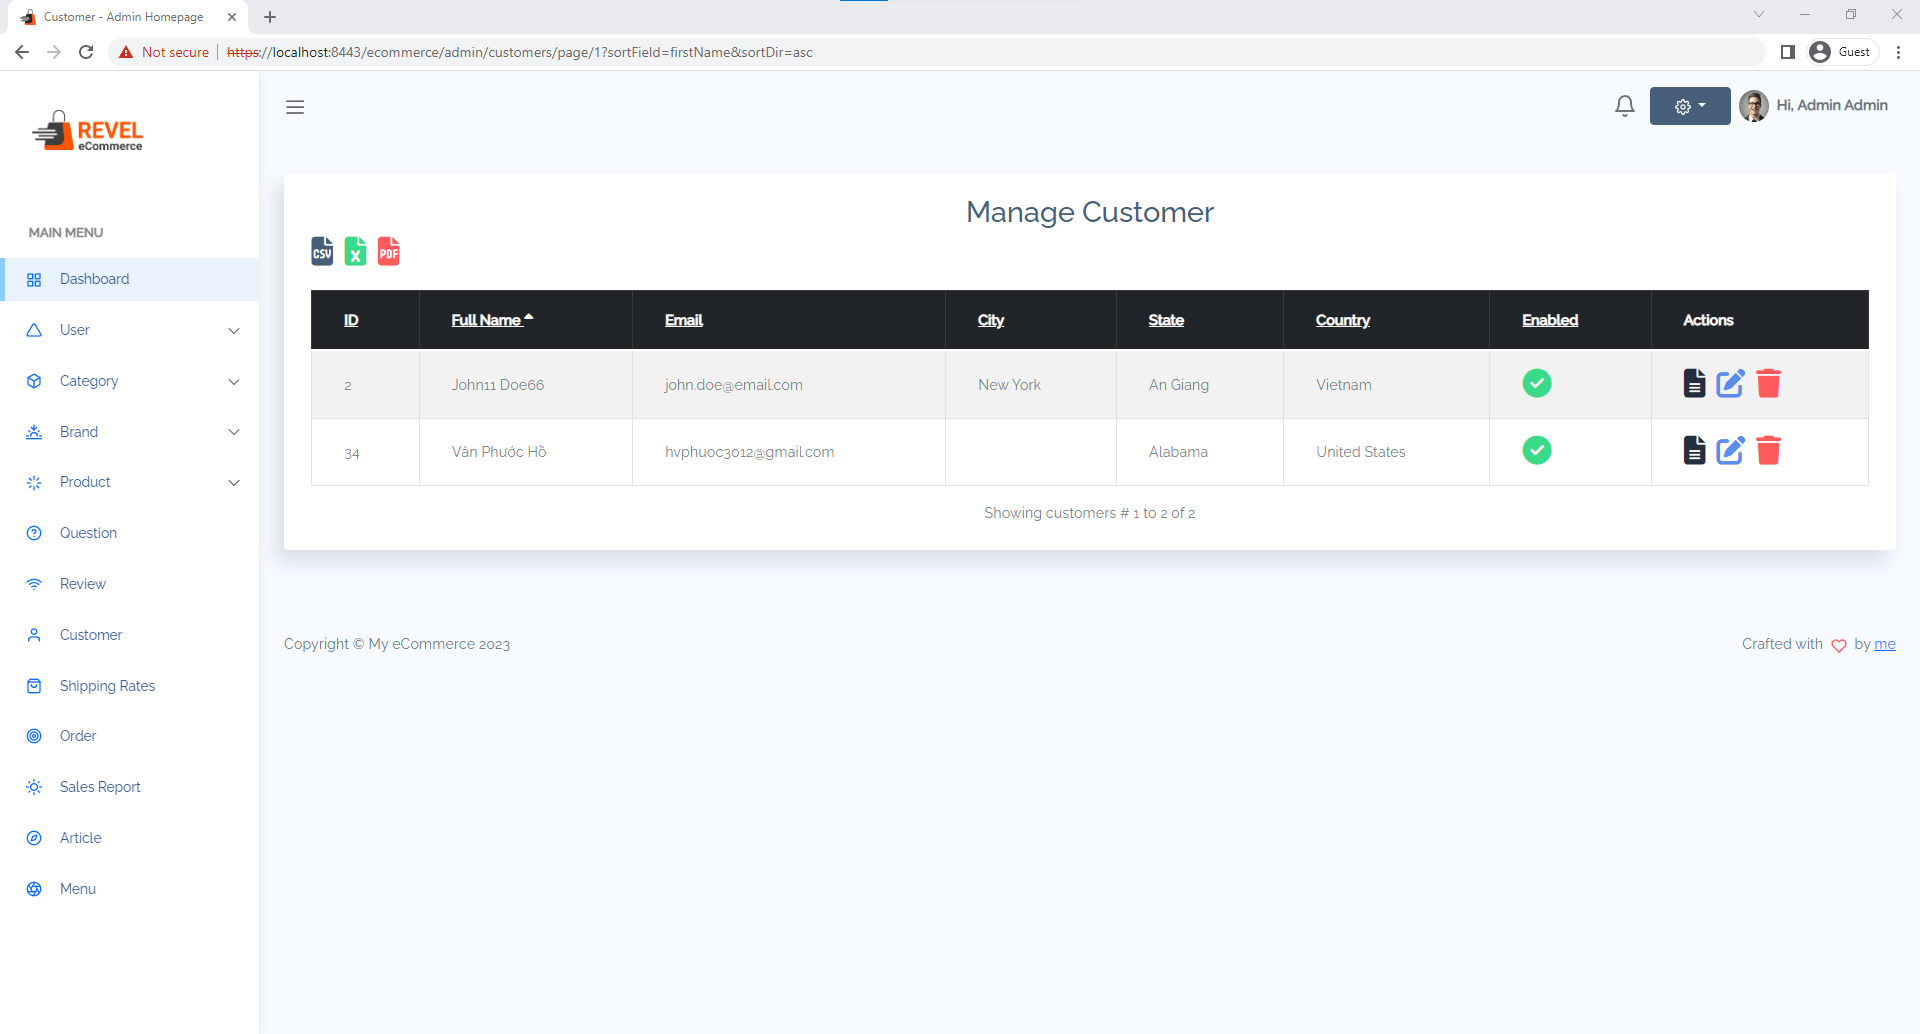 Customer - Admin Homepage
Not secure https://localhost:8443/ecommerce/admin/customers/page/1?sortField=firstName&sortDir=asc
Guest
REVEL
eCommerce
Hi, Admin Admin
MAIN MENU
Dashboard
User
Category
Brand
Product
Question
Review
Customer
Shipping Rates
Order
Sales Report
Article
Menu
Manage Customer
CSV X PDF
ID Full Name Email City State Country Enabled Actions
2 John11 Doe66 john.doe@email.com New York An Giang Vietnam
34 Văn Phước Hồ hvphuoc3012@gmail.com Alabama United States
Showing customers # 1 to 2 of 2
Copyright © My eCommerce 2023
Crafted with by me